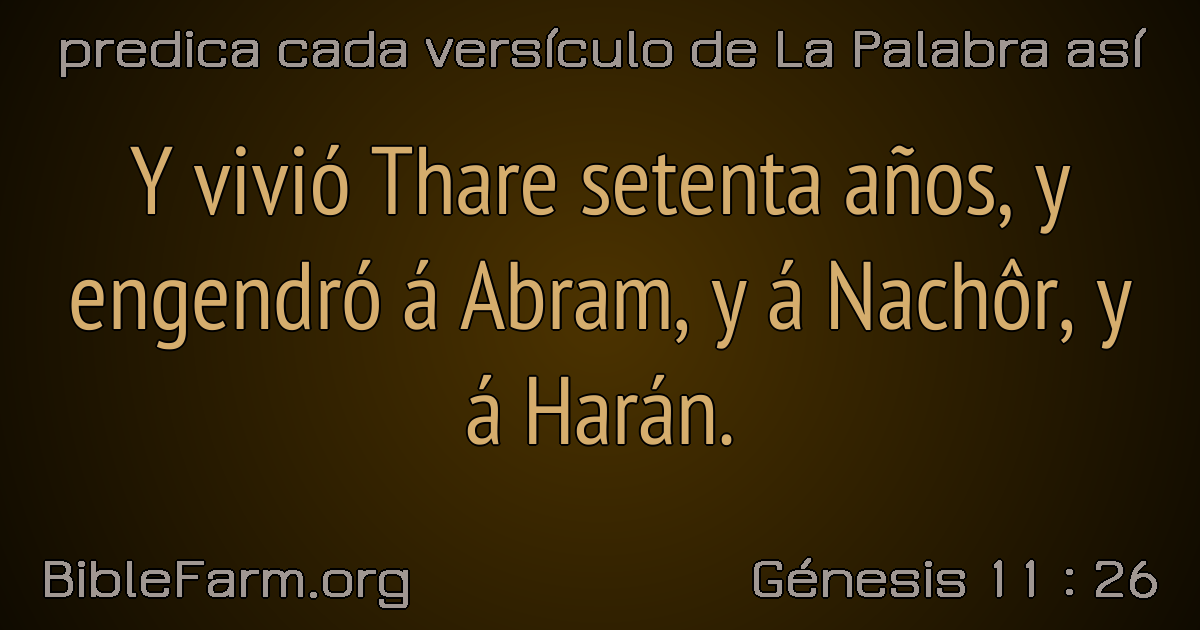 predica cada versículo de La Palabra así
Y vivió Thare setenta años, y
engendró á Abram, y á Nachôr, y
á Harán.
BibleFarm.org
Génesis 11 : 26